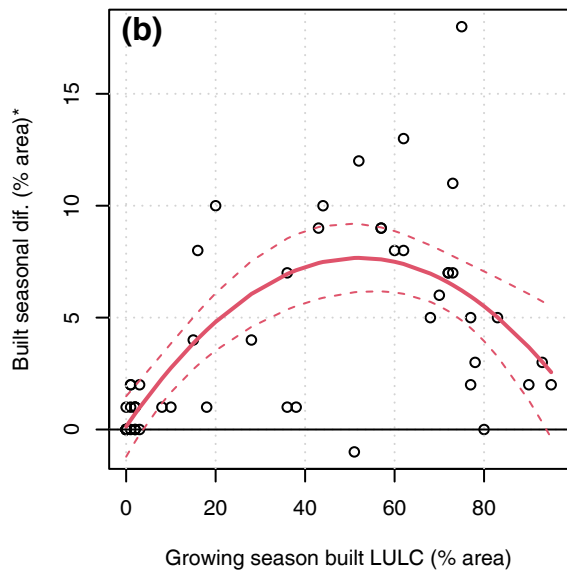 (b)
15
10
5
0
Built seasonal dif. (% area)*
0 20 40 60 80
Growing season built LULC (% area)